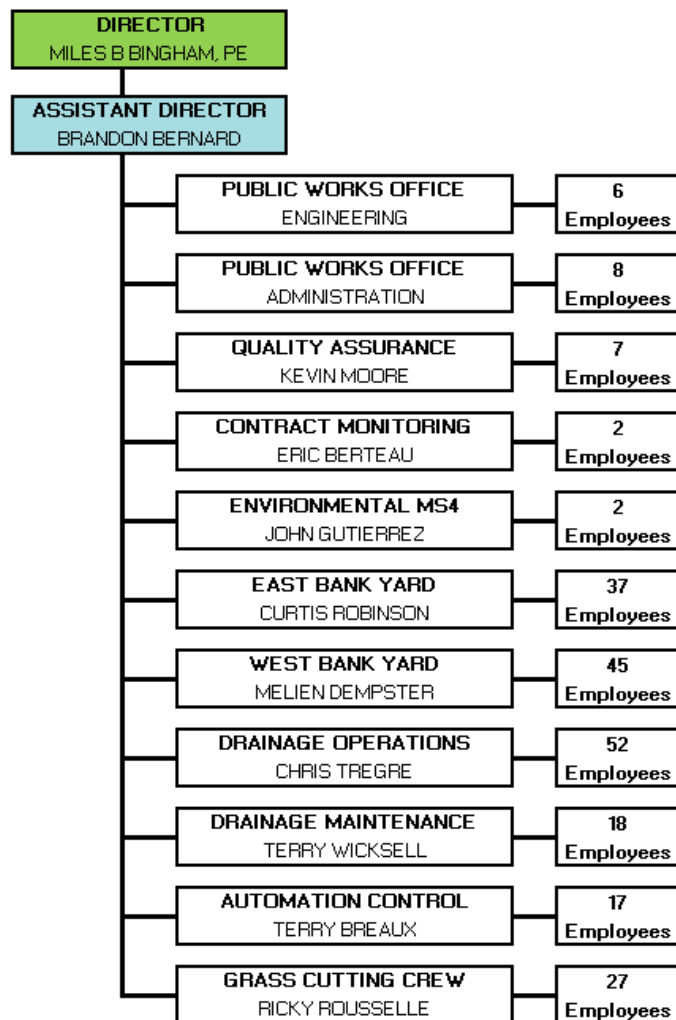 DIRECTOR
MILES B BINGHAM, PE
ASSISTANT DIRECTOR
BRANDON BERNARD
PUBLIC WORKS OFFICE
ENGINEERING
6
Employees
PUBLIC WORKS OFFICE
ADMINISTRATION
8
Employees
QUALITY ASSURANCE
KEVIN MOORE
7
Employees
CONTRACT MONITORING
ERIC BERTEAU
2
Employees
ENVIRONMENTAL MS4
JOHN GUTIERREZ
2
Employees
EAST BANK YARD
CURTIS ROBINSON
37
Employees
WEST BANK YARD
MELIEN DEMPSTER
45
Employees
DRAINAGE OPERATIONS
CHRIS TREGRE
52
Employees
DRAINAGE MAINTENANCE
TERRY WICKSELL
18
Employees
AUTOMATION CONTROL
TERRY BREAUX
17
Employees
GRASS CUTTING CREW
RICKY ROUSSELLE
27
Employees